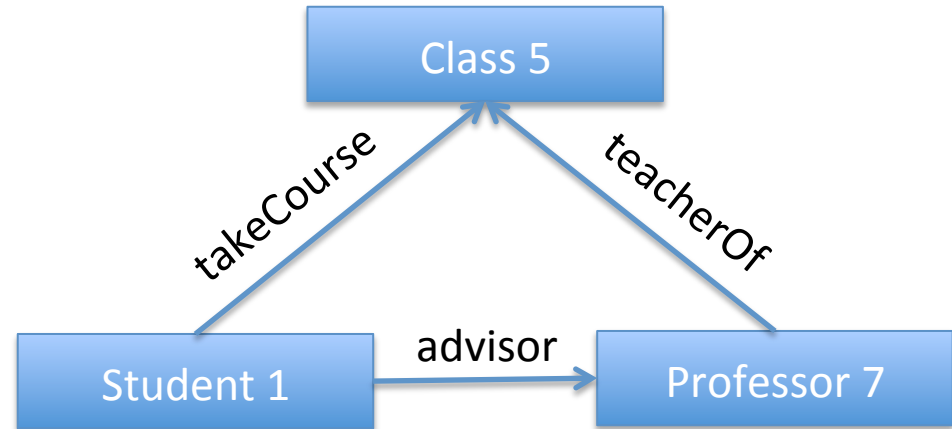 Class 5
takeCourse
teacherOf
advisor
Student 1
Professor 7